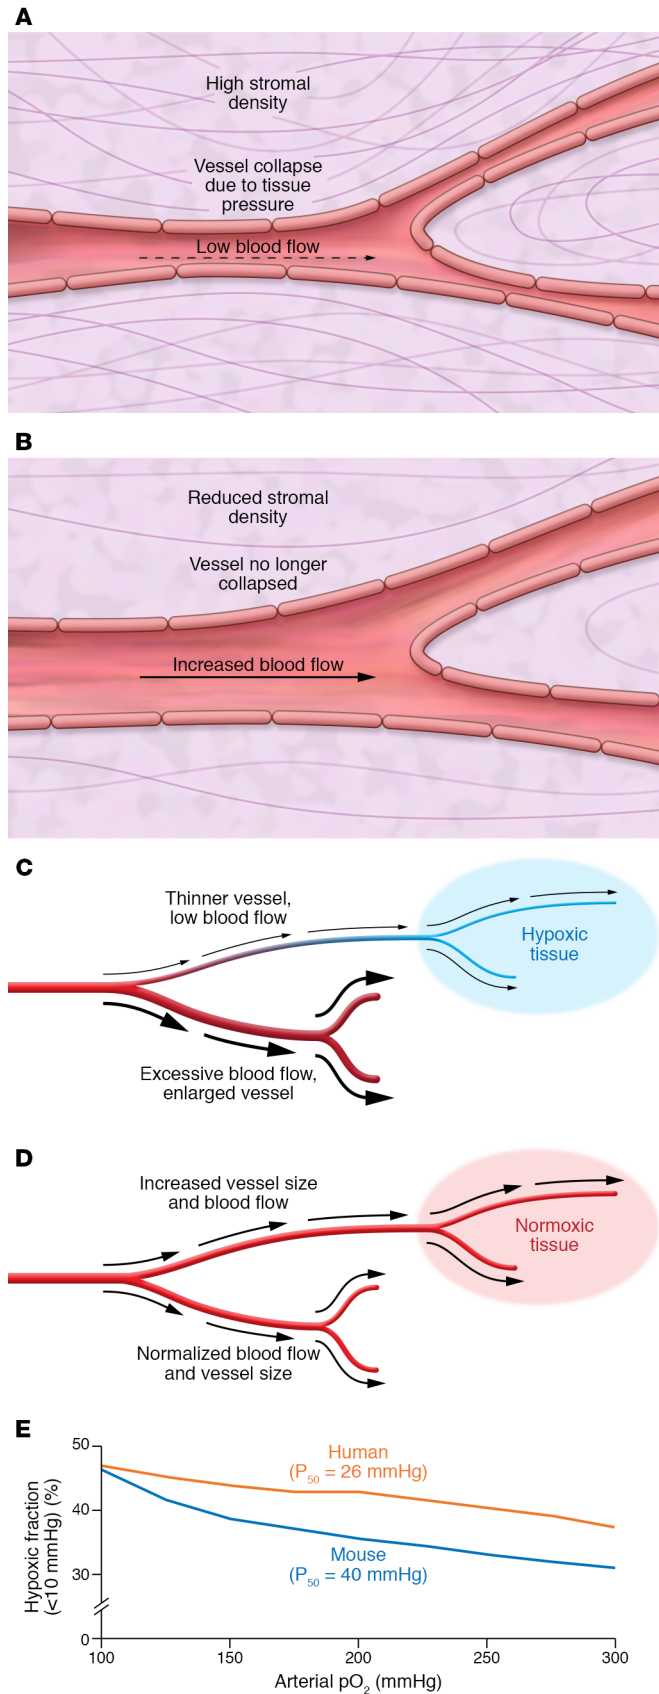 A
High stromal
density
Vessel collapse
due to tissue
pressure
Low blood flow
B
Reduced stromal
density
Vessel no longer
collapsed
Increased blood flow
C
Thinner vessel,
low blood flow
Hypoxic
tissue
Excessive blood flow,
enlarged vessel
D
Increased vessel size
and blood flow
Normoxic
tissue
Normalized blood flow
and vessel size
E
Hypoxic fraction
(<10 mmHg) (%)
50
40
30
0
Human
(P50 = 26 mmHg)
Mouse
(P50 = 40 mmHg)
100 150 200 250 300
Arterial pO2 (mmHg)